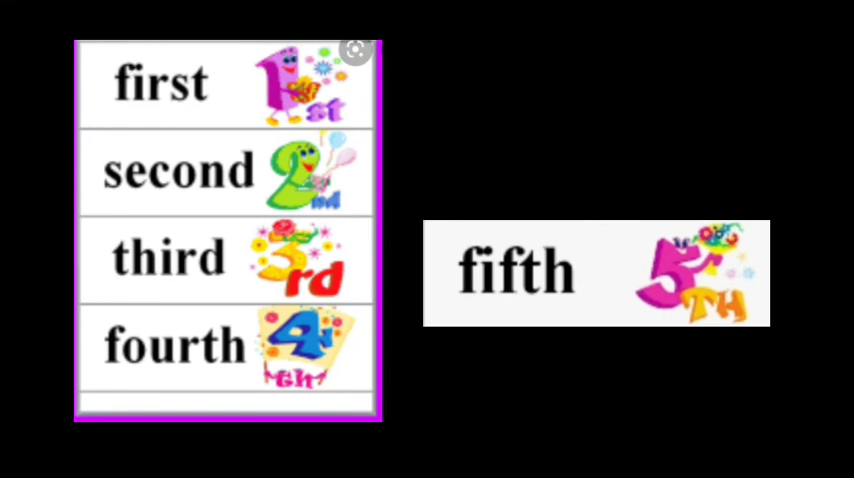 first 1st
second 2nd
third 3rd
fourth 4th
fifth 5TH